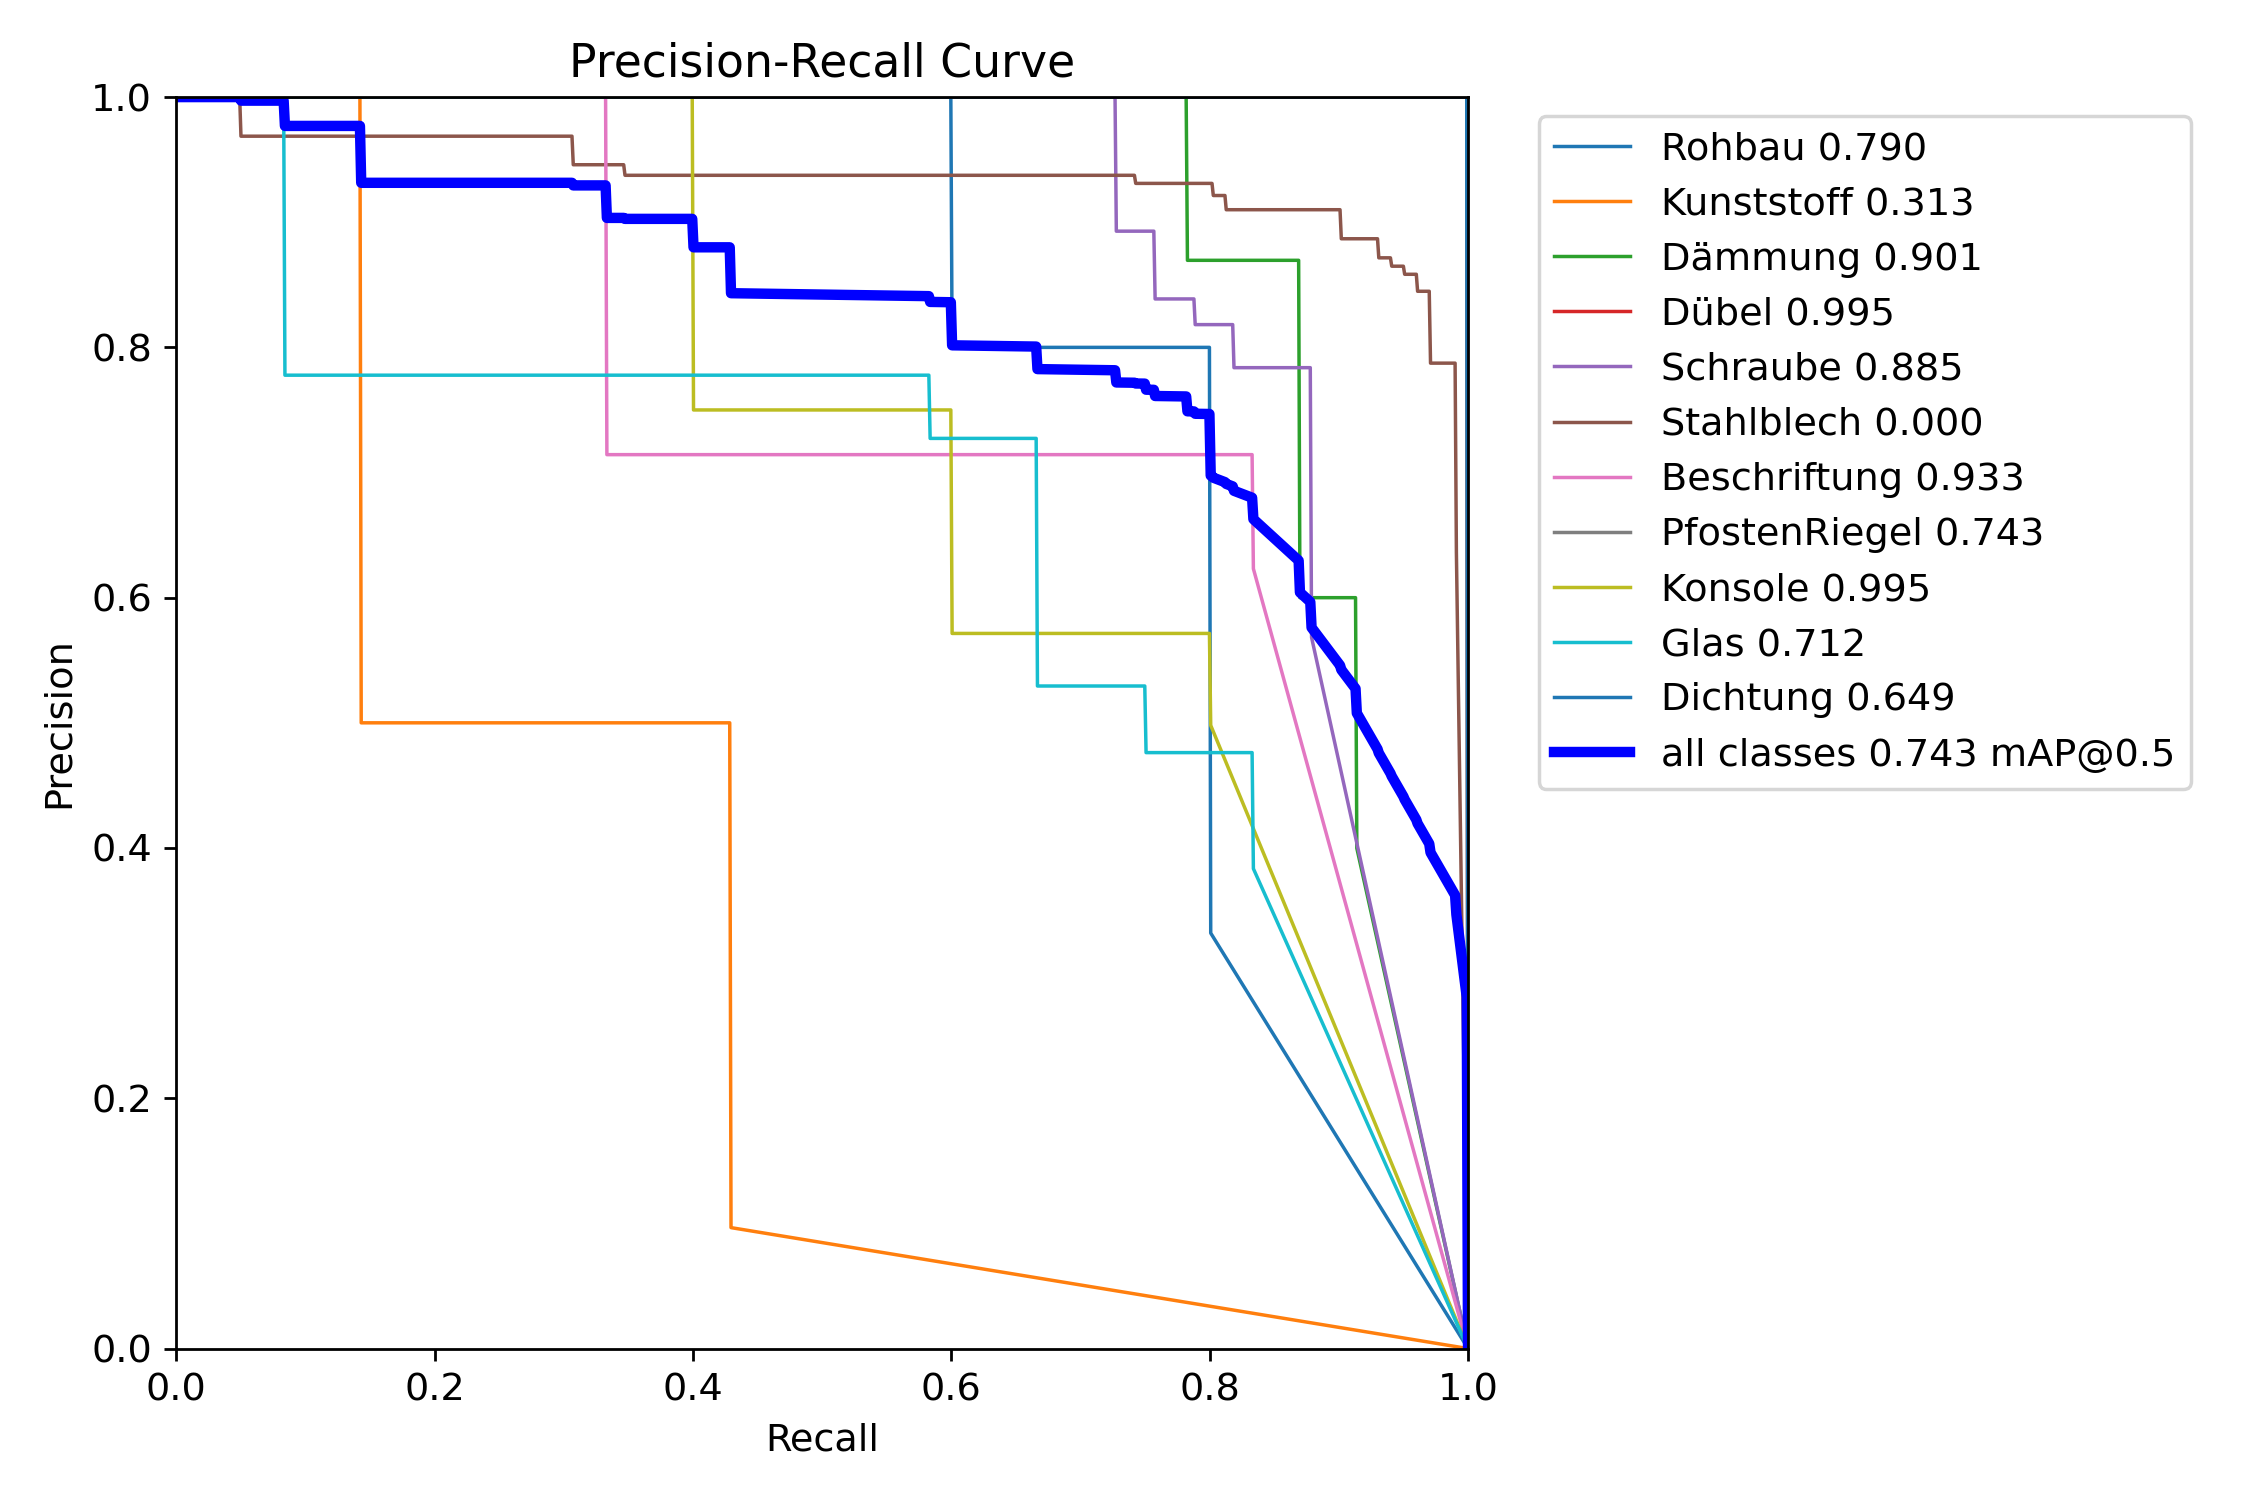 Precision-Recall Curve
1.0
0.8
0.6
0.4
0.2
0.0
Precision
0.0 0.2 0.4 0.6 0.8 1.0
Recall
Rohbau 0.790
Kunststoff 0.313
Dämmung 0.901
Dübel 0.995
Schraube 0.885
Stahlblech 0.000
Beschriftung 0.933
PfostenRiegel 0.743
Konsole 0.995
Glas 0.712
Dichtung 0.649
all classes 0.743 mAP@0.5